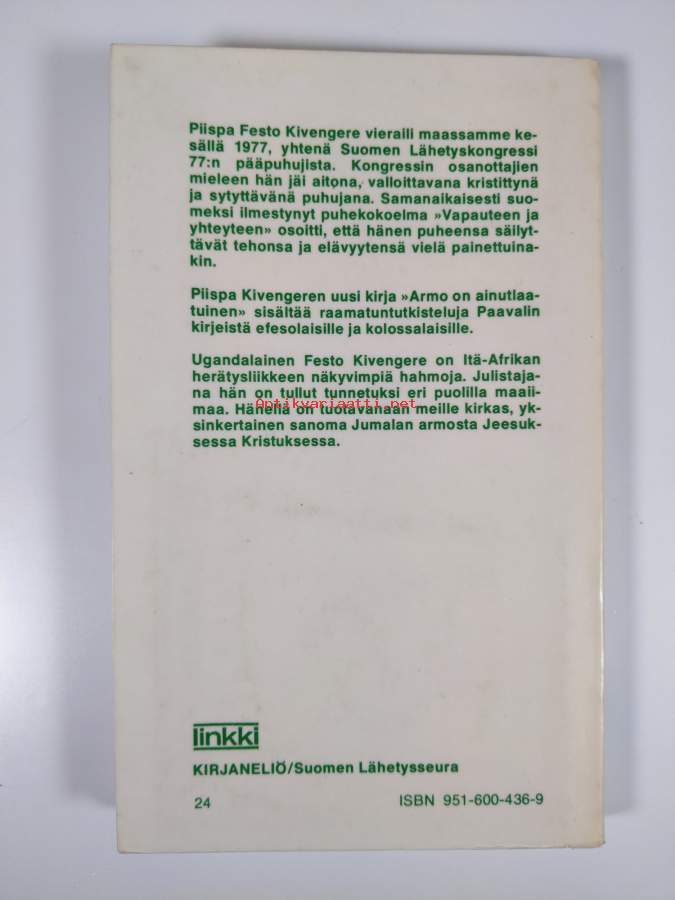 Piispa Festo Kivengere vieraili maassamme ke-
sällä 1977, yhtenä Suomen Lähetyskongressi
77:n pääpuhujista. Kongressin osanottajien
mieleen hän jäi aitona, valloittavana kristittynä
ja sytyttävänä puhujana. Samanaikaisesti suo-
meksi ilmestynyt puhekokoelma »Vapauteen ja
yhteyteen» osoitti, että hänen puheensa säilyt-
tävät tehonsa ja elävyytensä vielä painettuina-
kin.
Piispa Kivengeren uusi kirja »Armo on ainutlaa-
tuinen» sisältää raamatuntutkisteluja Paavalin
kirjeistä efesolaisille ja kolossalaisille.
Ugandalainen Festo Kivengere on Itä-Afrikan
herätysliikkeen näkyvimpiä hahmoja. Julistaja-
na hän on tullut tunnetuksi eri puolilla maail-
maa. Hänellä on tuotavanaan meille kirkas, yk-
sinkertainen sanoma Jumalan armosta Jeesuk-
sessa Kristuksessa.
Antikvariaatti.net
linkki
KIRJANELIÖ/Suomen Lähetysseura
24 ISBN 951-600-436-9